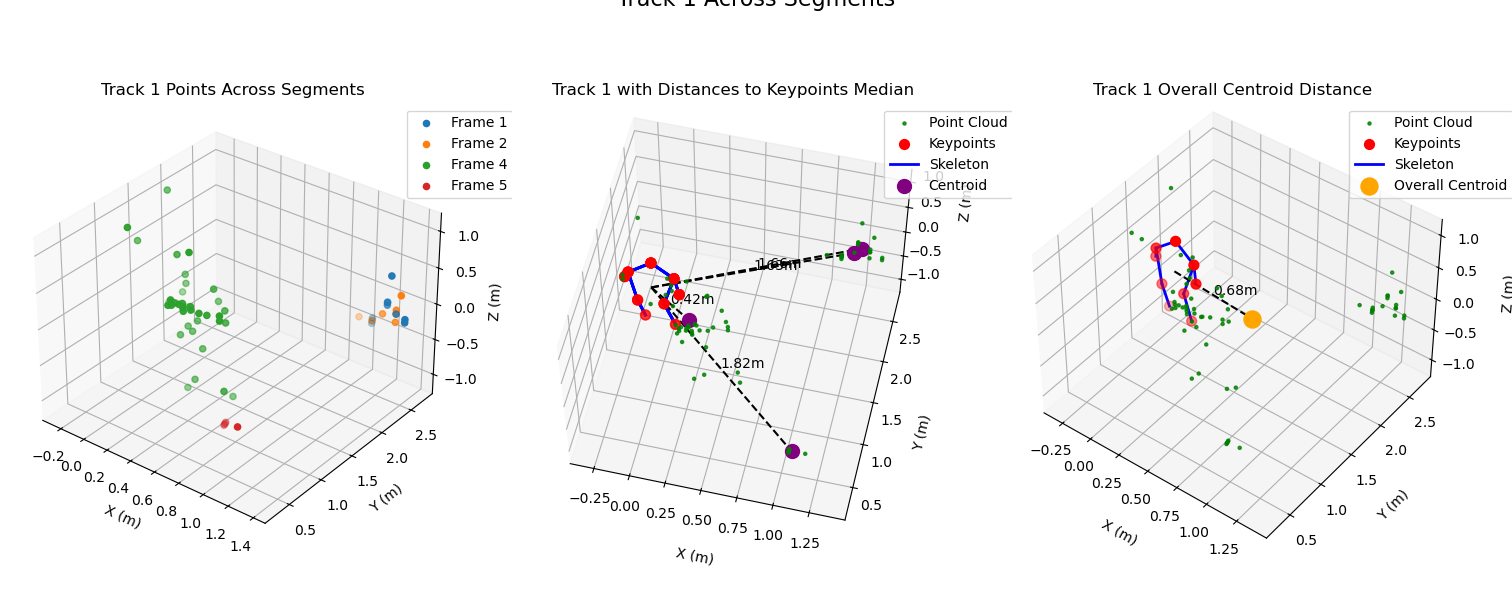 Track 1 Across Segments
Track 1 Points Across Segments
Frame 1
Frame 2
Frame 4
Frame 5
1.0
0.5
0.0
−0.5
−1.0
Z (m)
−0.2
0.0
0.2
0.4
0.6
0.8
1.0
1.2
1.4
X (m)
0.5
1.0
1.5
2.0
2.5
Y (m)
Track 1 with Distances to Keypoints Median
Point Cloud
Keypoints
Skeleton
Centroid
1.0
0.5
0.0
−0.5
−1.0
Z (m)
0.42m
1.82m
−0.25
0.00
0.25
0.50
0.75
1.00
1.25
X (m)
0.5
1.0
1.5
2.0
2.5
Y (m)
Track 1 Overall Centroid Distance
Point Cloud
Keypoints
Skeleton
Overall Centroid
0.68m
1.0
0.5
0.0
−0.5
−1.0
−0.25
0.00
0.25
0.50
0.75
1.00
1.25
X (m)
0.5
1.0
1.5
2.0
2.5
Y (m)